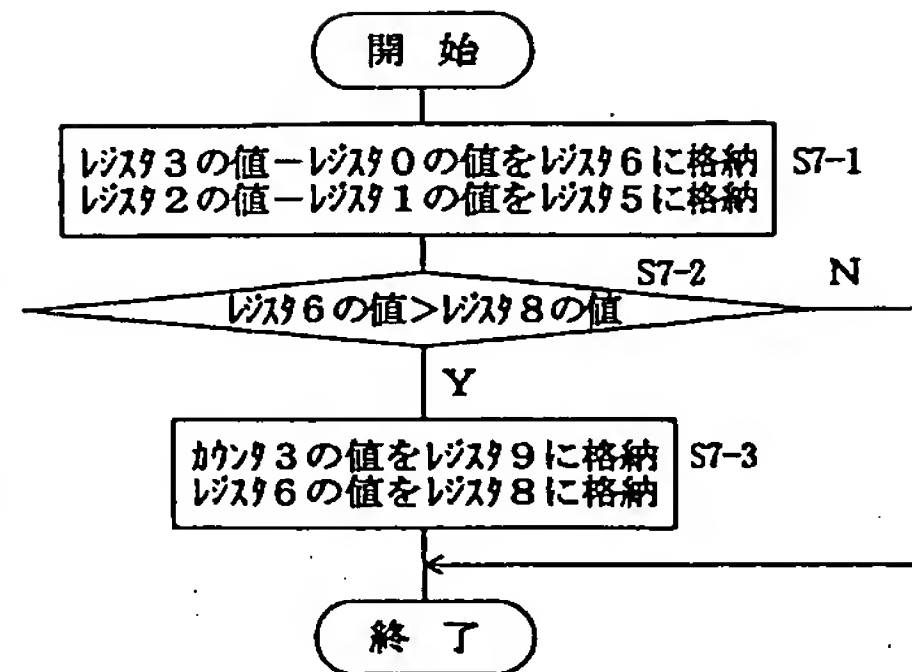 開 始
ﾚｼﾞｽﾀ3の値−ﾚｼﾞｽﾀ0の値をﾚｼﾞｽﾀ6に格納
ﾚｼﾞｽﾀ2の値−ﾚｼﾞｽﾀ1の値をﾚｼﾞｽﾀ5に格納
S7-1
S7-2
N
ﾚｼﾞｽﾀ6の値>ﾚｼﾞｽﾀ8の値
Y
ｶｳﾝﾀ3の値をﾚｼﾞｽﾀ9に格納
ﾚｼﾞｽﾀ6の値をﾚｼﾞｽﾀ8に格納
S7-3
終 了